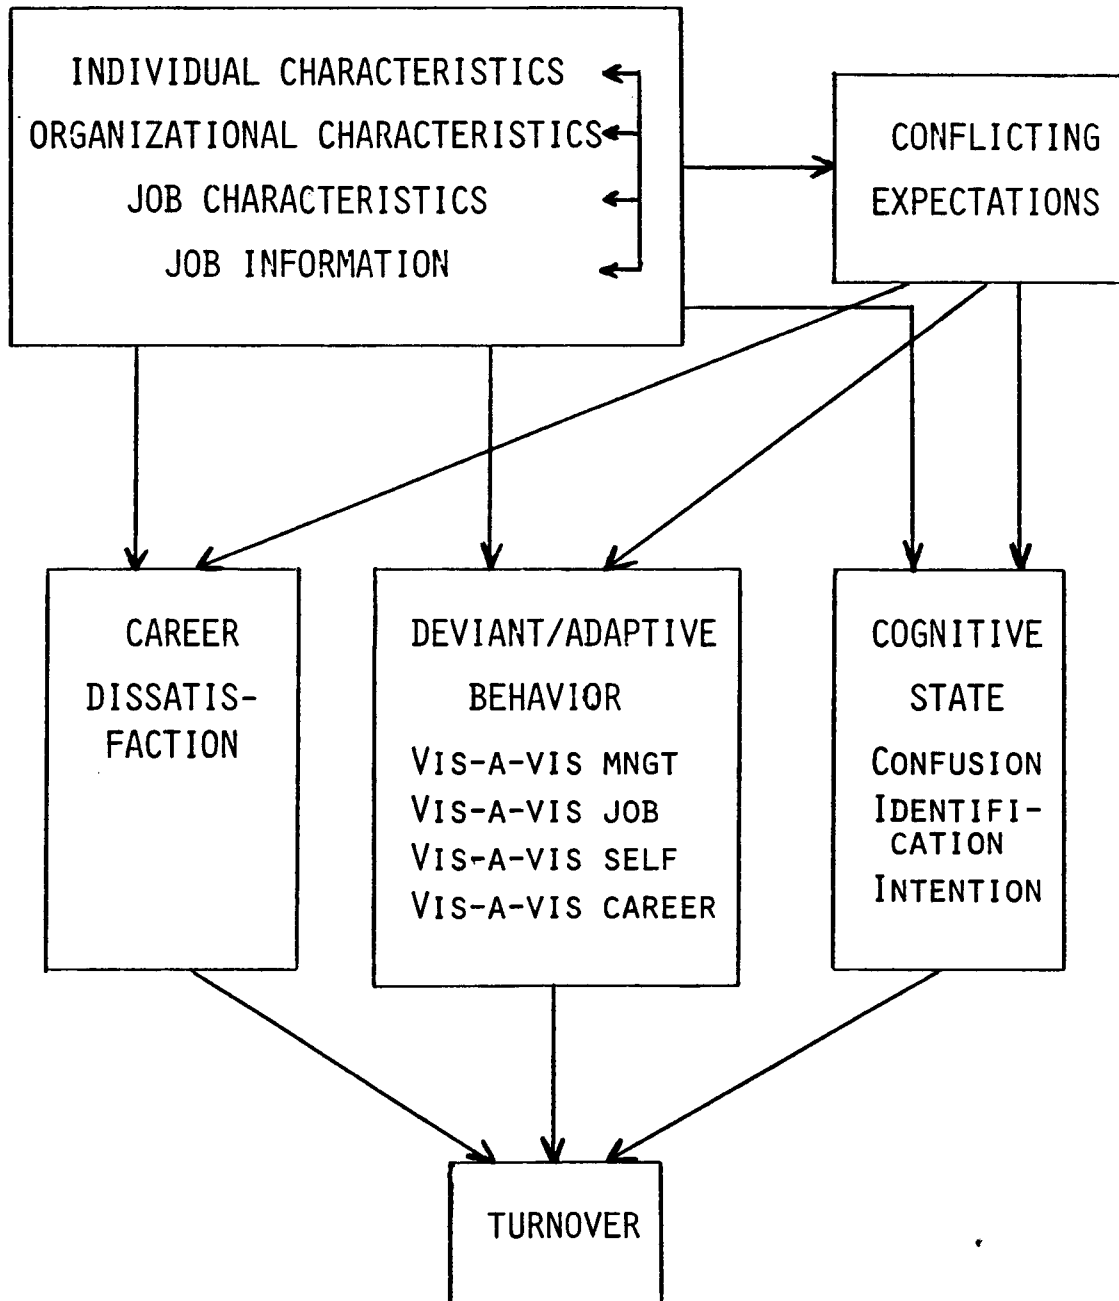 INDIVIDUAL CHARACTERISTICS
ORGANIZATIONAL CHARACTERISTICS
JOB CHARACTERISTICS
JOB INFORMATION
CONFLICTING
EXPECTATIONS
CAREER
DISSATIS-
FACTION
DEVIANT/ADAPTIVE
BEHAVIOR
VIS-A-VIS MNGT
VIS-A-VIS JOB
VIS-A-VIS SELF
VIS-A-VIS CAREER
COGNITIVE
STATE
CONFUSION
IDENTIFI-
CATION
INTENTION
TURNOVER